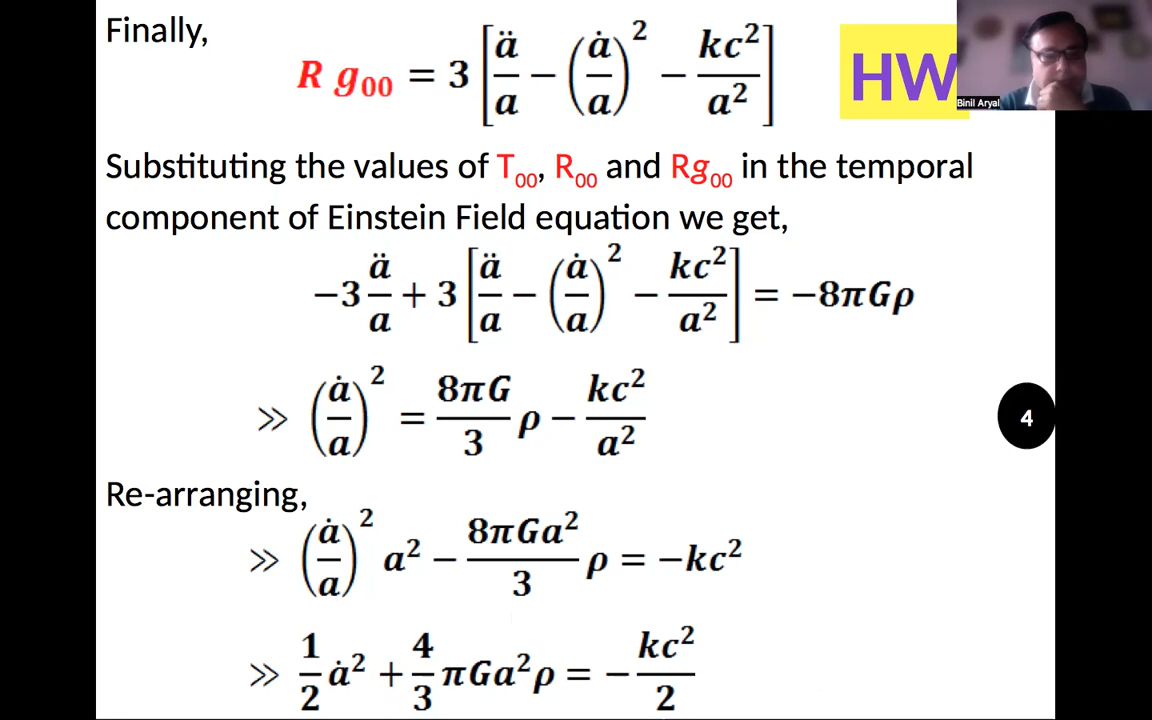 Finally,
R g₀₀ = 3 [ä/a − (ȧ/a)² − kc²/a²]
HW
Binil Aryal
Substituting the values of T₀₀, R₀₀ and Rg₀₀ in the temporal
component of Einstein Field equation we get,
−3 ä/a + 3 [ä/a − (ȧ/a)² − kc²/a²] = −8πGρ
≫ (ȧ/a)² = 8πG/3 ρ − kc²/a²
4
Re-arranging,
≫ (ȧ/a)² a² − 8πGa²/3 ρ = −kc²
≫ 1/2 ȧ² + 4/3 πGa²ρ = − kc²/2